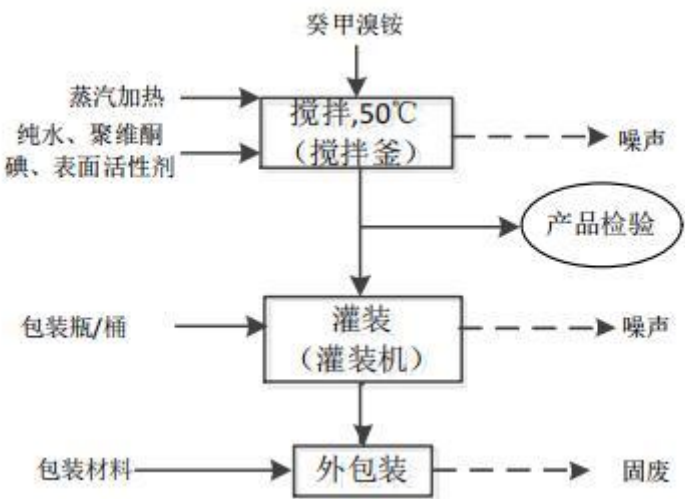 癸甲溴铵
蒸汽加热
搅拌,50℃
（搅拌釜）
纯水、聚维酮
碘、表面活性剂
噪声
产品检验
包装瓶/桶
灌装
（灌装机）
噪声
包装材料
外包装
固废